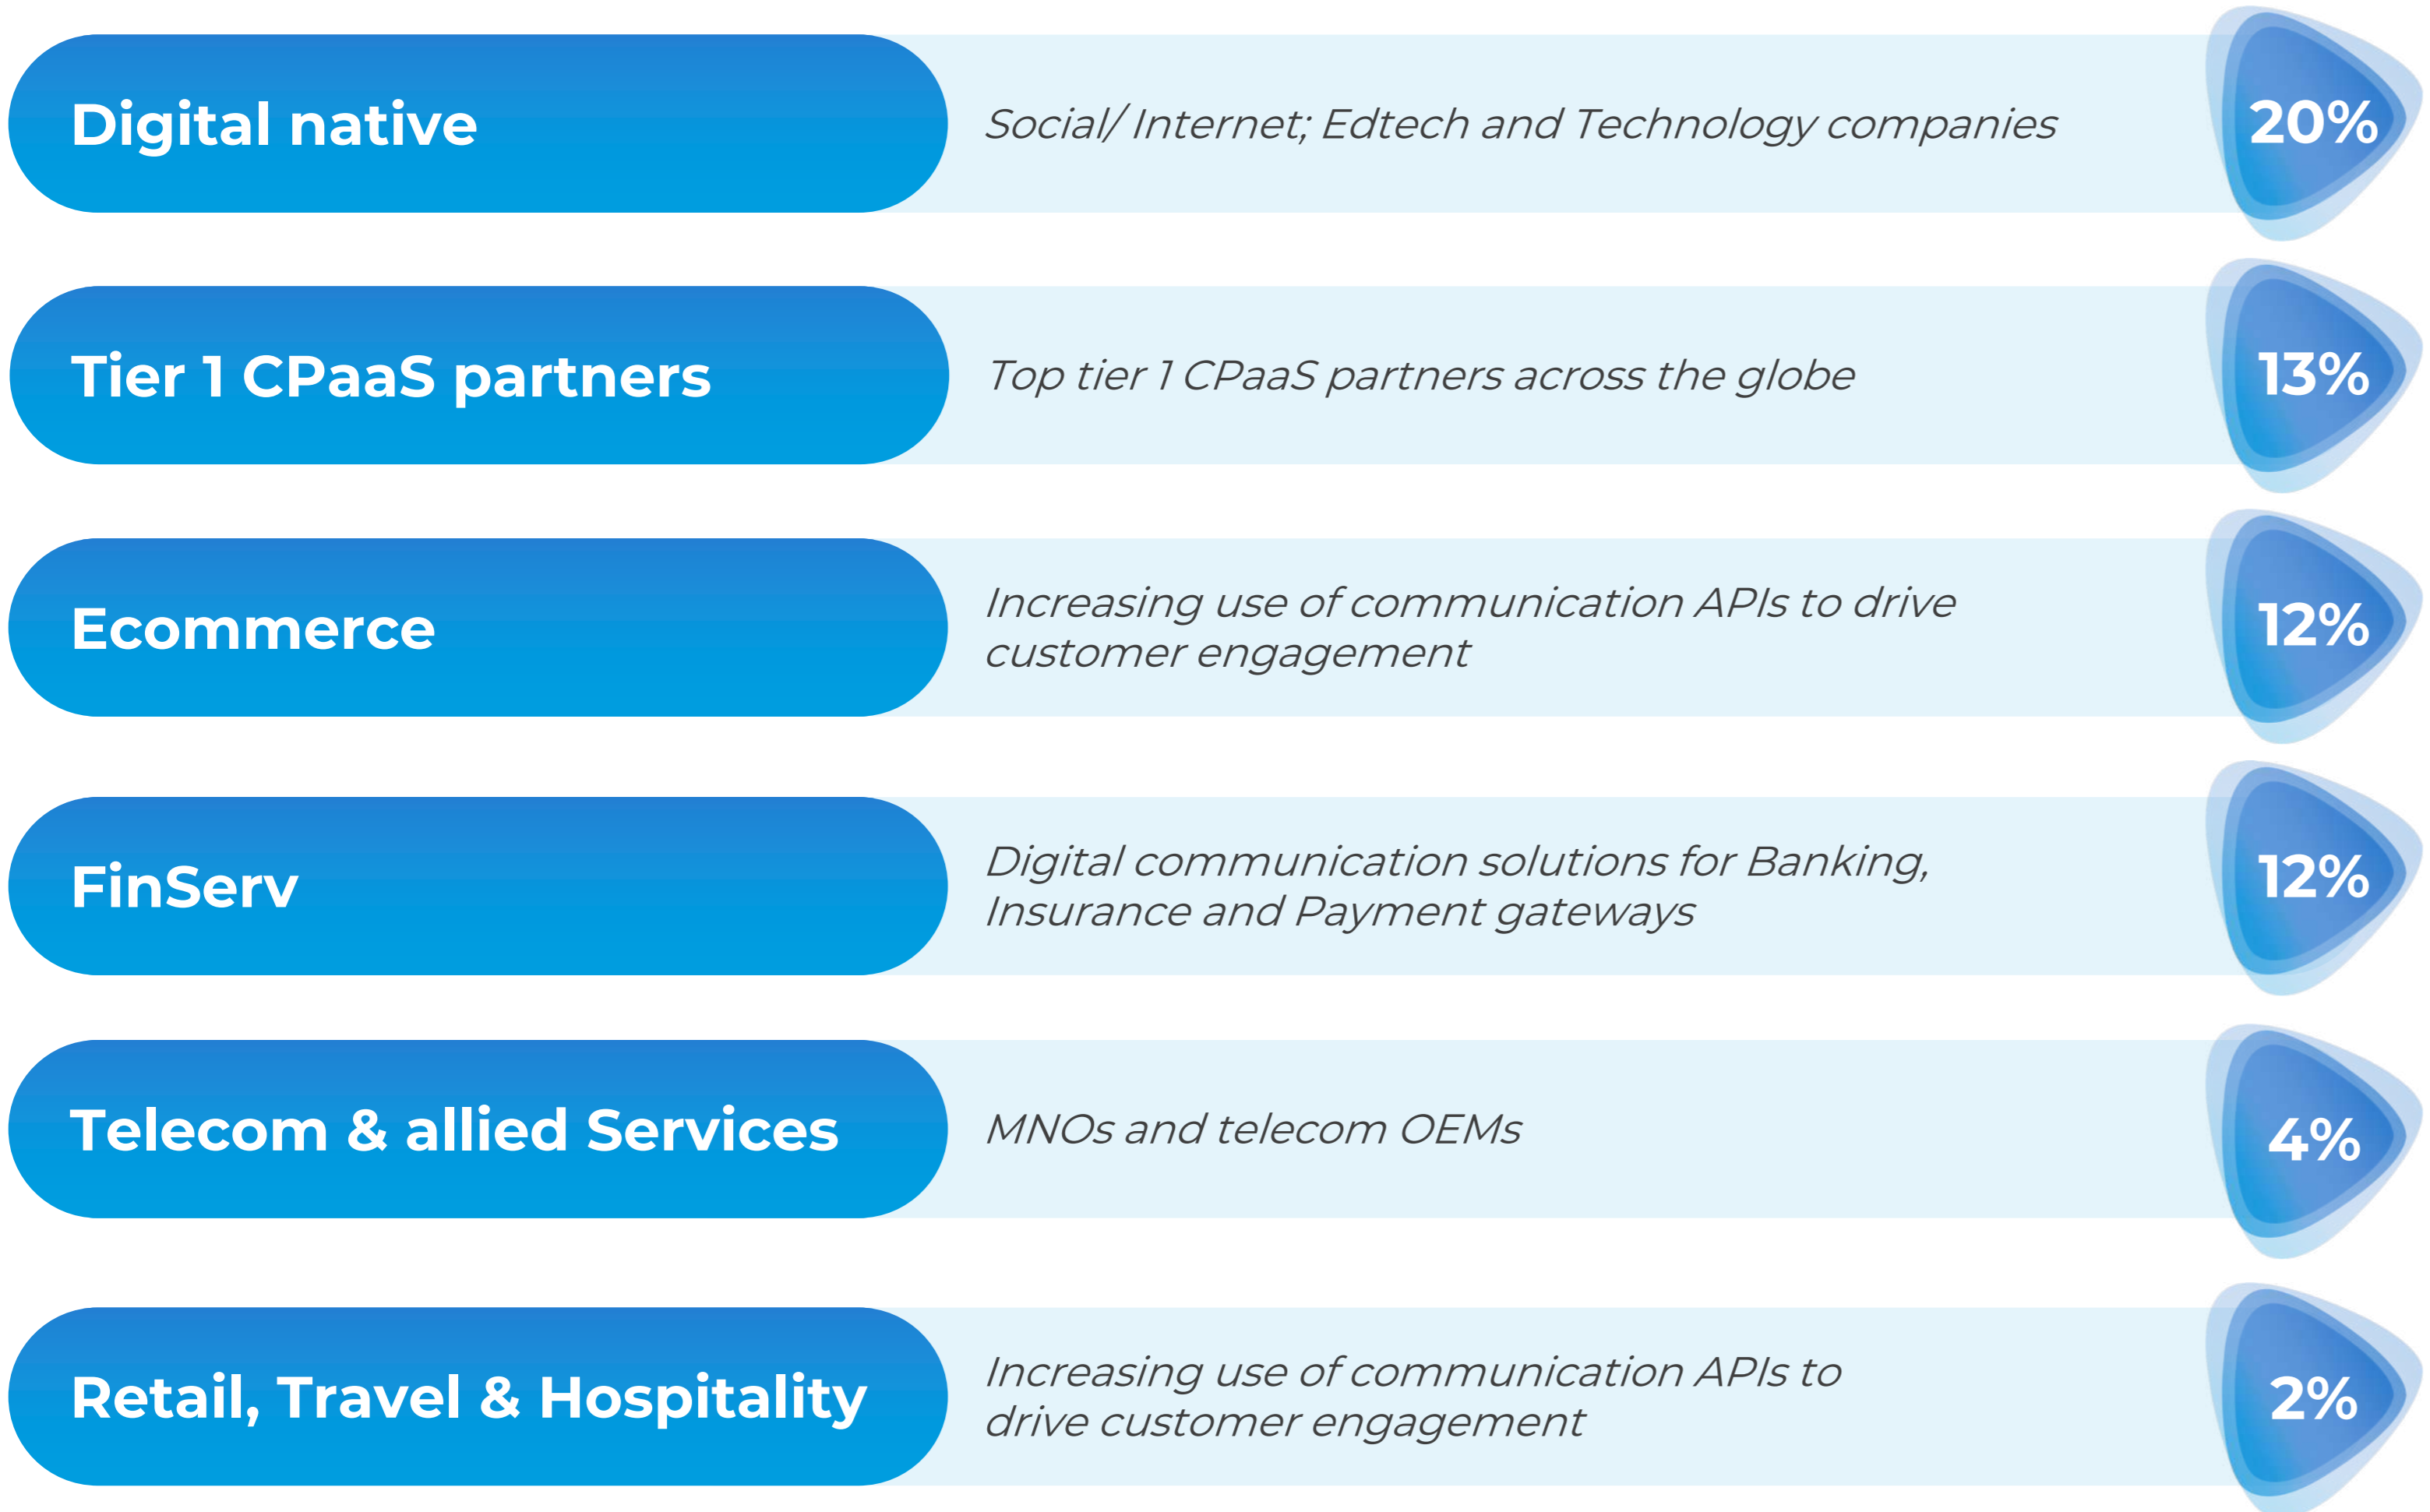 Digital native
Social/ Internet; Edtech and Technology companies
20%
Tier 1 CPaaS partners
Top tier 1 CPaaS partners across the globe
13%
Ecommerce
Increasing use of communication APIs to drive
customer engagement
12%
FinServ
Digital communication solutions for Banking,
Insurance and Payment gateways
12%
Telecom & allied Services
MNOs and telecom OEMs
4%
Retail, Travel & Hospitality
Increasing use of communication APIs to
drive customer engagement
2%